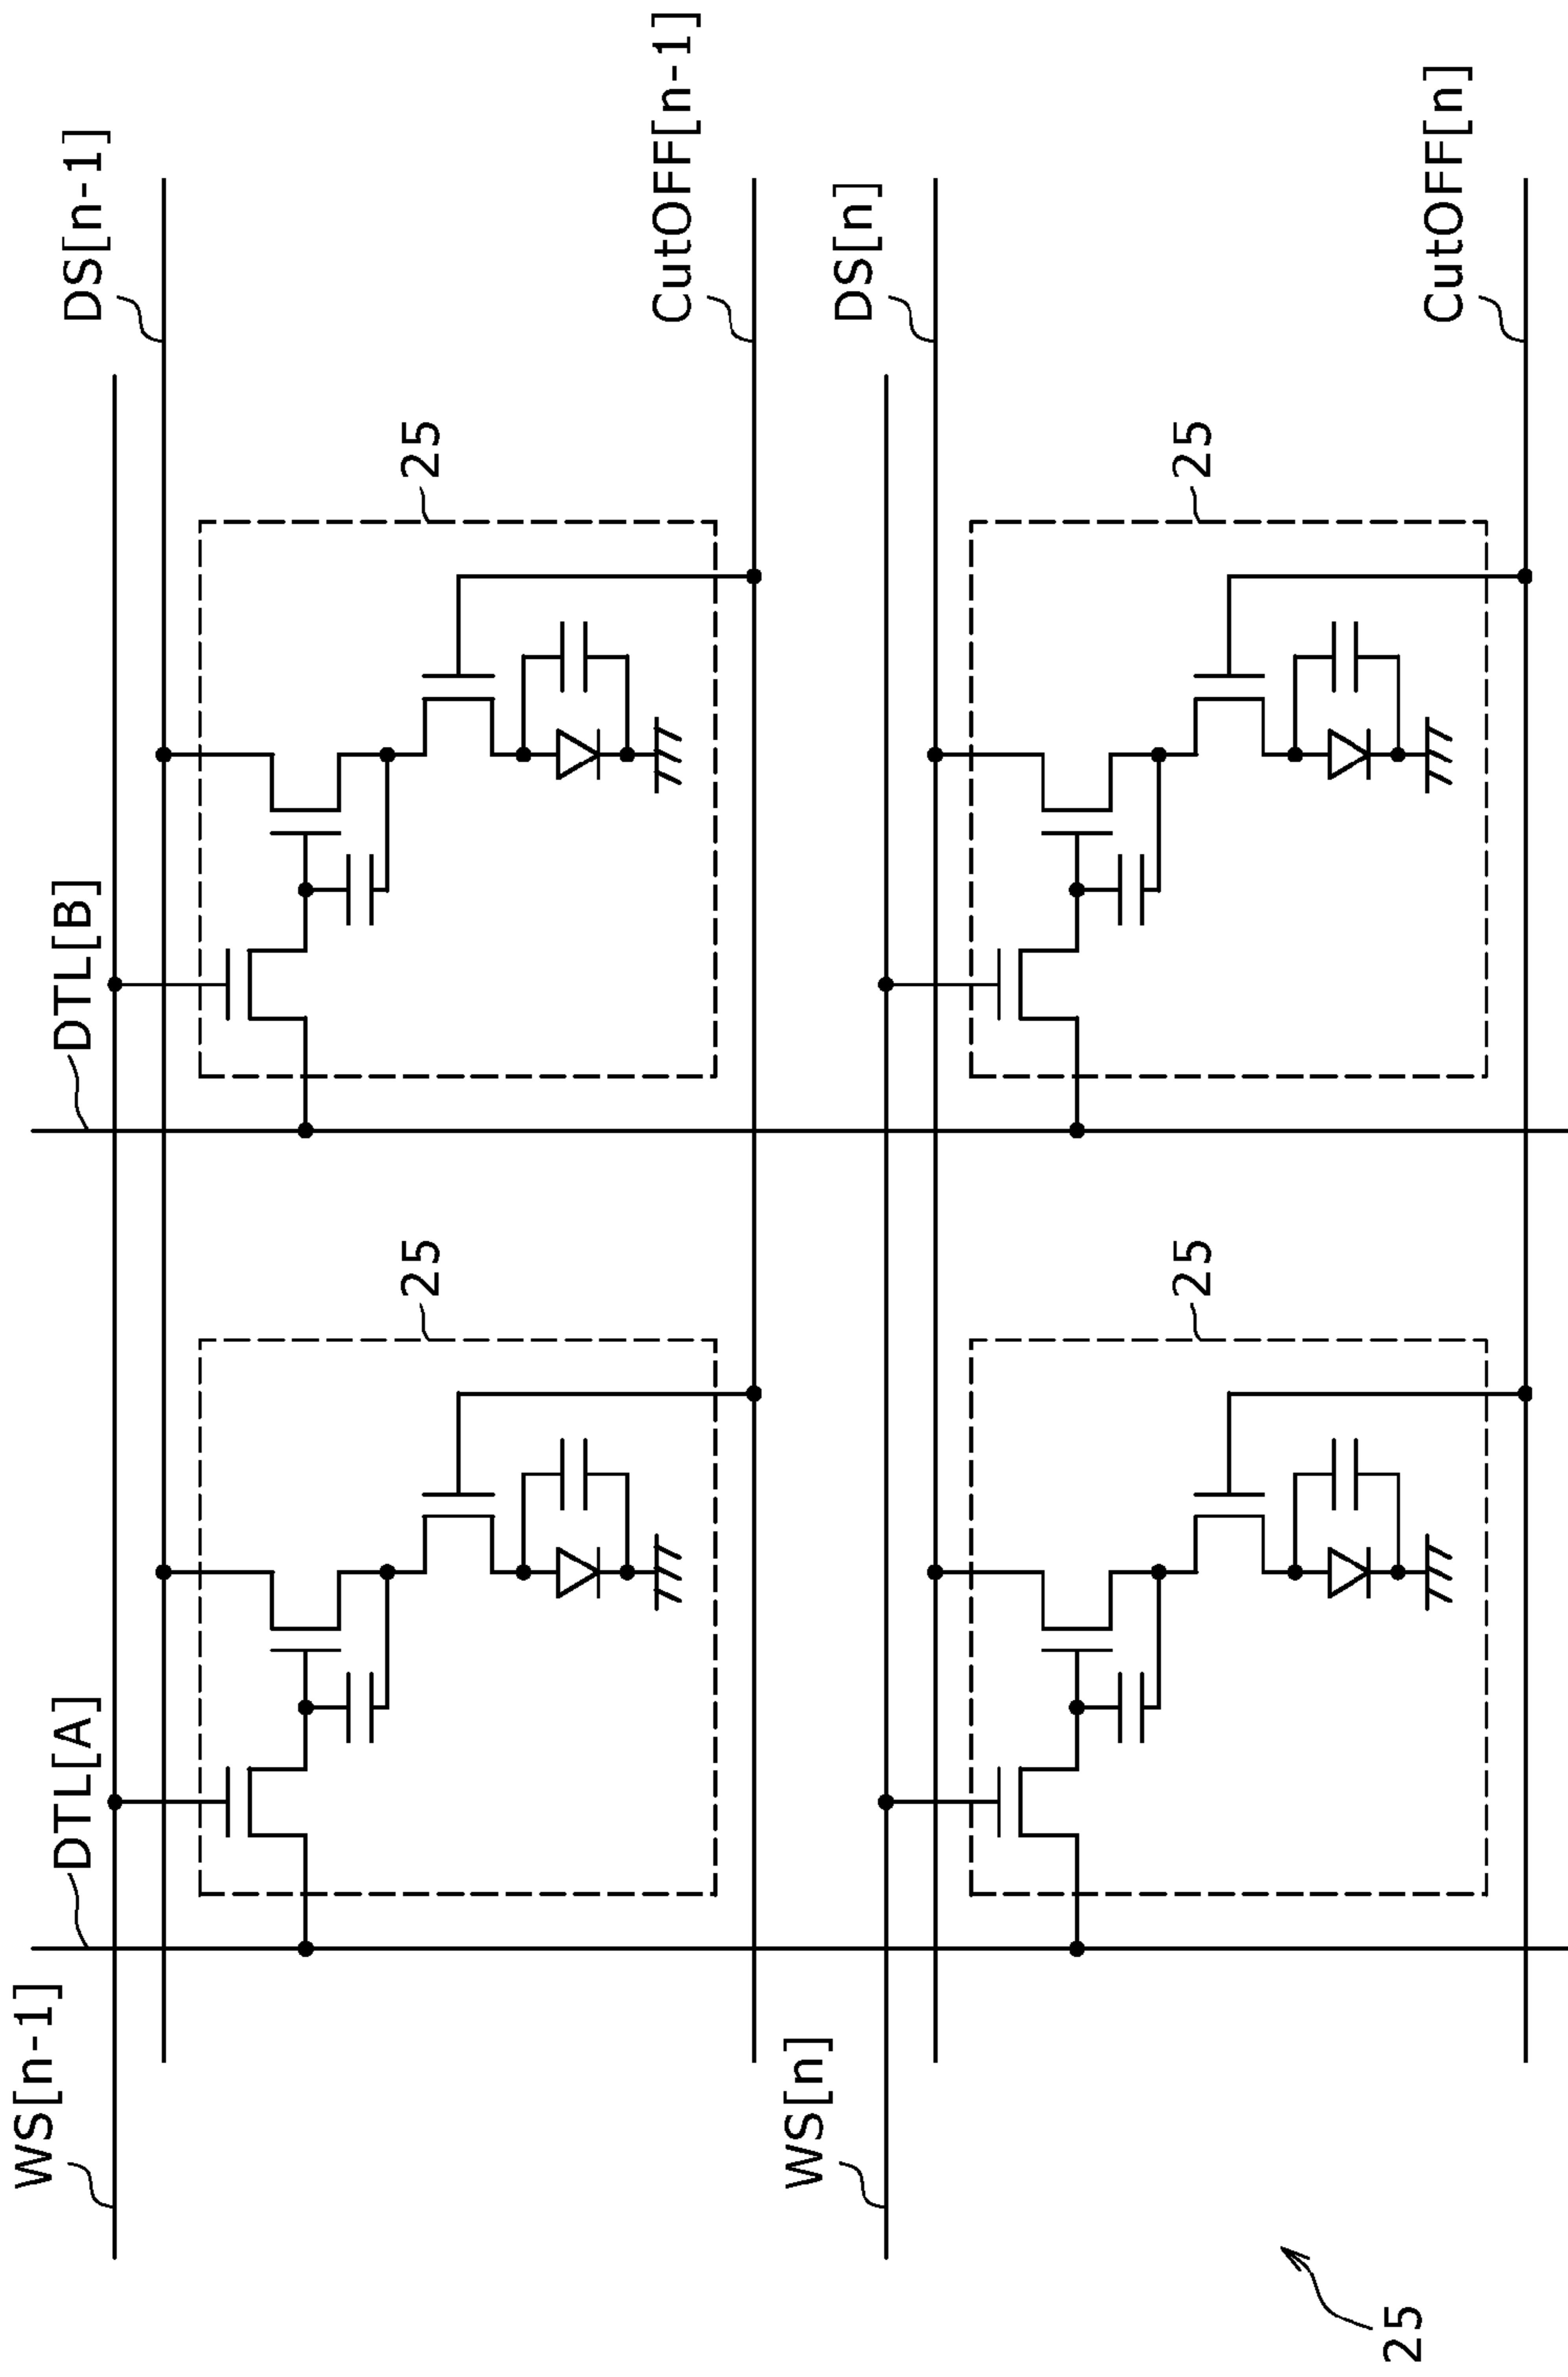 WS[n-1]
DTL[A]
DTL[B]
DS[n-1]
25
25
CutOFF[n-1]
WS[n]
DS[n]
25
25
CutOFF[n]
25